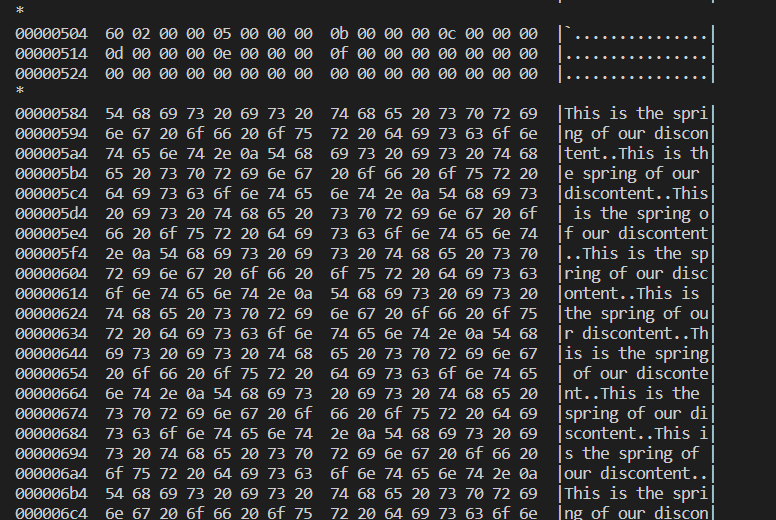 *
00000504  60 02 00 00 05 00 00 00  0b 00 00 00 0c 00 00 00  |`...............|
00000514  0d 00 00 00 0e 00 00 00  0f 00 00 00 00 00 00 00  |................|
00000524  00 00 00 00 00 00 00 00  00 00 00 00 00 00 00 00  |................|
*
00000584  54 68 69 73 20 69 73 20  74 68 65 20 73 70 72 69  |This is the spri|
00000594  6e 67 20 6f 66 20 6f 75  72 20 64 69 73 63 6f 6e  |ng of our discon|
000005a4  74 65 6e 74 2e 0a 54 68  69 73 20 69 73 20 74 68  |tent..This is th|
000005b4  65 20 73 70 72 69 6e 67  20 6f 66 20 6f 75 72 20  |e spring of our |
000005c4  64 69 73 63 6f 6e 74 65  6e 74 2e 0a 54 68 69 73  |discontent..This|
000005d4  20 69 73 20 74 68 65 20  73 70 72 69 6e 67 20 6f  | is the spring o|
000005e4  66 20 6f 75 72 20 64 69  73 63 6f 6e 74 65 6e 74  |f our discontent|
000005f4  2e 0a 54 68 69 73 20 69  73 20 74 68 65 20 73 70  |..This is the sp|
00000604  72 69 6e 67 20 6f 66 20  6f 75 72 20 64 69 73 63  |ring of our disc|
00000614  6f 6e 74 65 6e 74 2e 0a  54 68 69 73 20 69 73 20  |ontent..This is |
00000624  74 68 65 20 73 70 72 69  6e 67 20 6f 66 20 6f 75  |the spring of ou|
00000634  72 20 64 69 73 63 6f 6e  74 65 6e 74 2e 0a 54 68  |r discontent..Th|
00000644  69 73 20 69 73 20 74 68  65 20 73 70 72 69 6e 67  |is is the spring|
00000654  20 6f 66 20 6f 75 72 20  64 69 73 63 6f 6e 74 65  | of our disconte|
00000664  6e 74 2e 0a 54 68 69 73  20 69 73 20 74 68 65 20  |nt..This is the |
00000674  73 70 72 69 6e 67 20 6f  66 20 6f 75 72 20 64 69  |spring of our di|
00000684  73 63 6f 6e 74 65 6e 74  2e 0a 54 68 69 73 20 69  |scontent..This i|
00000694  73 20 74 68 65 20 73 70  72 69 6e 67 20 6f 66 20  |s the spring of |
000006a4  6f 75 72 20 64 69 73 63  6f 6e 74 65 6e 74 2e 0a  |our discontent..|
000006b4  54 68 69 73 20 69 73 20  74 68 65 20 73 70 72 69  |This is the spri|
000006c4  6e 67 20 6f 66 20 6f 75  72 20 64 69 73 63 6f 6e  |ng of our discon|